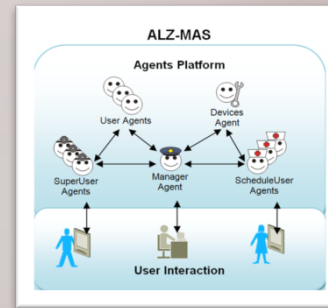 ALZ-MAS
Agents Platform
User Agents
Devices
Agent
SuperUser
Agents
Manager
Agent
ScheduleUser
Agents
User Interaction